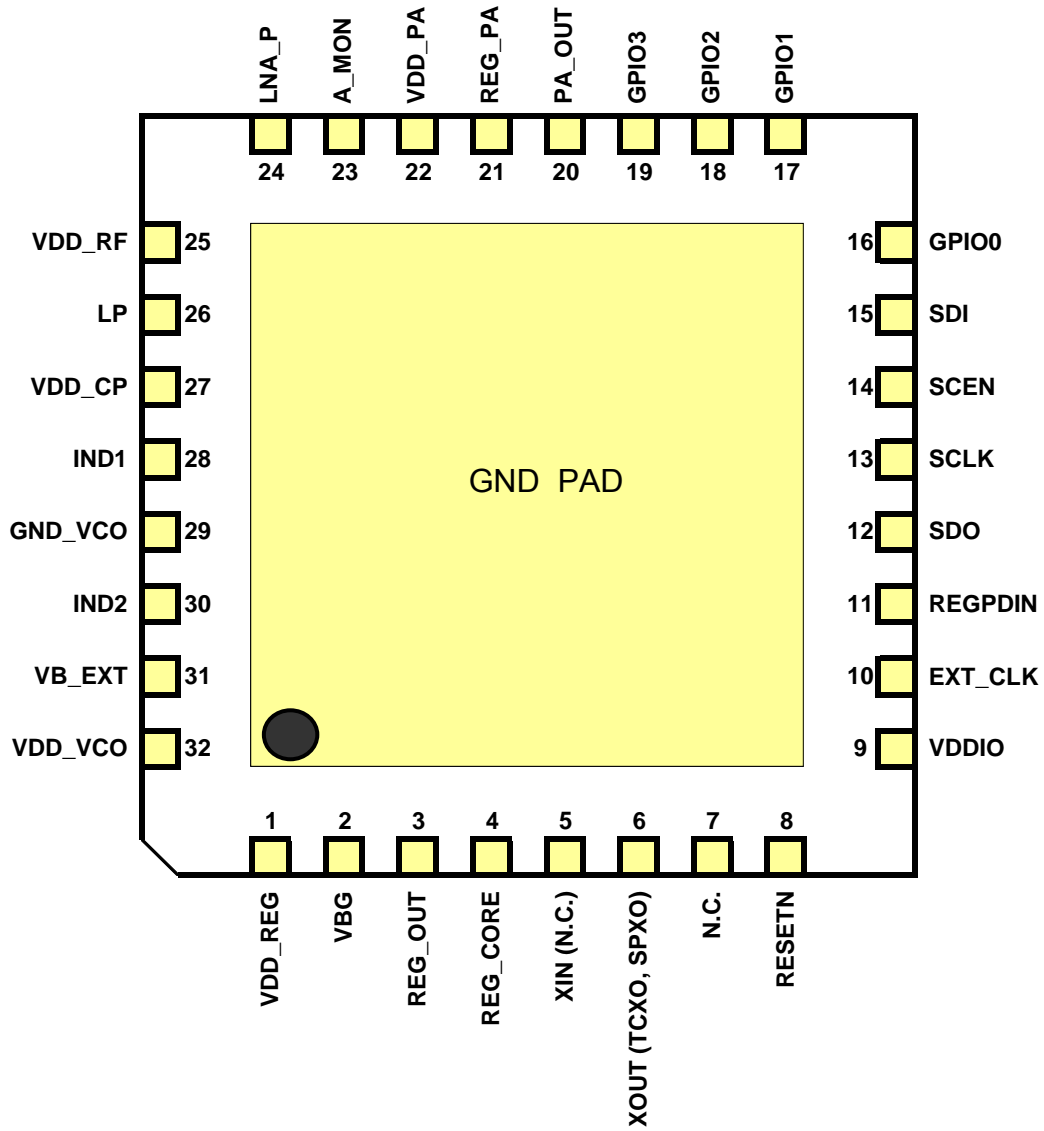 LNA_P
A_MON
VDD_PA
REG_PA
PA_OUT
GPIO3
GPIO2
GPIO1
24
23
22
21
20
19
18
17
VDD_RF 25
16 GPIO0
LP 26
15 SDI
VDD_CP 27
14 SCEN
IND1 28
13 SCLK
GND PAD
GND_VCO 29
12 SDO
IND2 30
11 REGPDIN
VB_EXT 31
10 EXT_CLK
VDD_VCO 32
9 VDDIO
1
2
3
4
5
6
7
8
VDD_REG
VBG
REG_OUT
REG_CORE
XIN (N.C.)
XOUT (TCXO, SPXO)
N.C.
RESETN